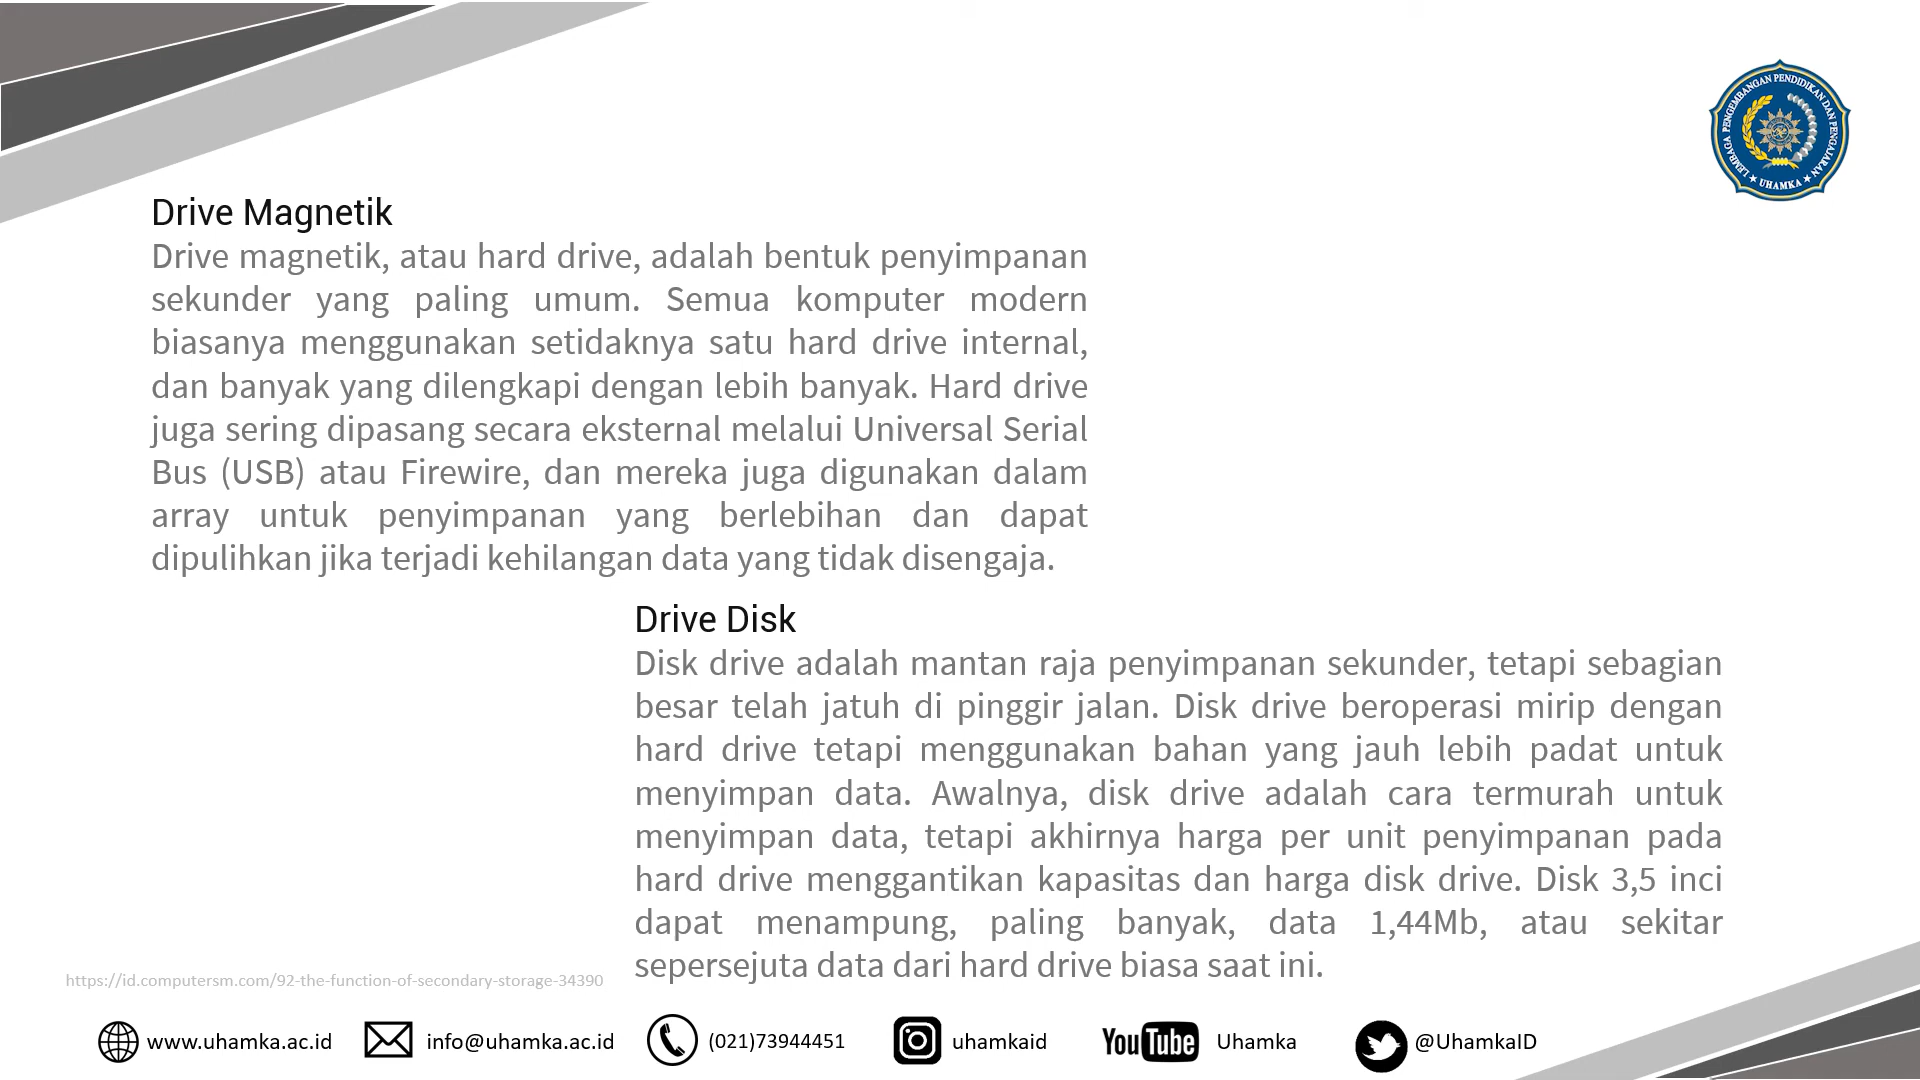 LEMBAGA PENGEMBANGAN PENDIDIKAN DAN PENGAJARAN
UHAMKA
Drive Magnetik
Drive magnetik, atau hard drive, adalah bentuk penyimpanan
sekunder yang paling umum. Semua komputer modern
biasanya menggunakan setidaknya satu hard drive internal,
dan banyak yang dilengkapi dengan lebih banyak. Hard drive
juga sering dipasang secara eksternal melalui Universal Serial
Bus (USB) atau Firewire, dan mereka juga digunakan dalam
array untuk penyimpanan yang berlebihan dan dapat
dipulihkan jika terjadi kehilangan data yang tidak disengaja.
Drive Disk
Disk drive adalah mantan raja penyimpanan sekunder, tetapi sebagian
besar telah jatuh di pinggir jalan. Disk drive beroperasi mirip dengan
hard drive tetapi menggunakan bahan yang jauh lebih padat untuk
menyimpan data. Awalnya, disk drive adalah cara termurah untuk
menyimpan data, tetapi akhirnya harga per unit penyimpanan pada
hard drive menggantikan kapasitas dan harga disk drive. Disk 3,5 inci
dapat menampung, paling banyak, data 1,44Mb, atau sekitar
sepersejuta data dari hard drive biasa saat ini.
https://id.computersm.com/92-the-function-of-secondary-storage-34390
www.uhamka.ac.id info@uhamka.ac.id (021)73944451 uhamkaid YouTube Uhamka @UhamkaID